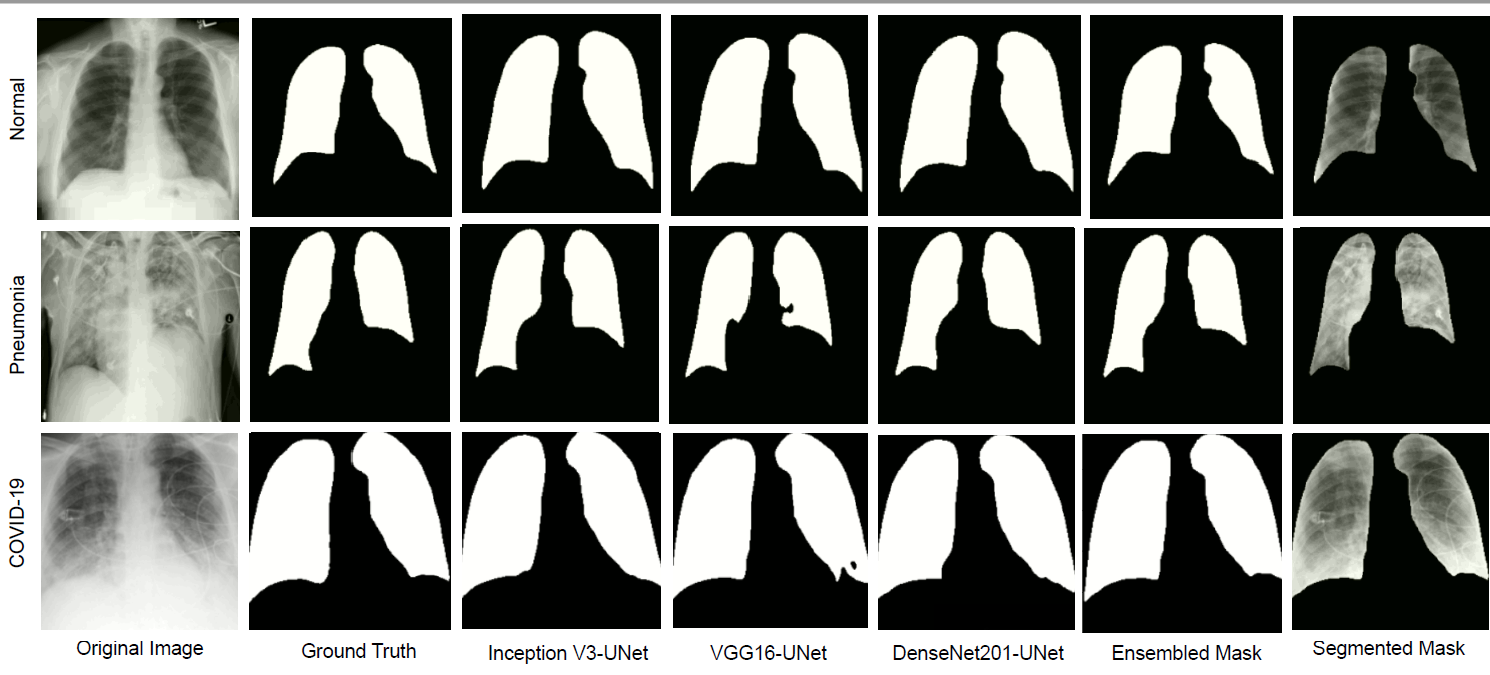 Normal
Pneumonia
COVID-19
Original Image
Ground Truth
Inception V3-UNet
VGG16-UNet
DenseNet201-UNet
Ensembled Mask
Segmented Mask